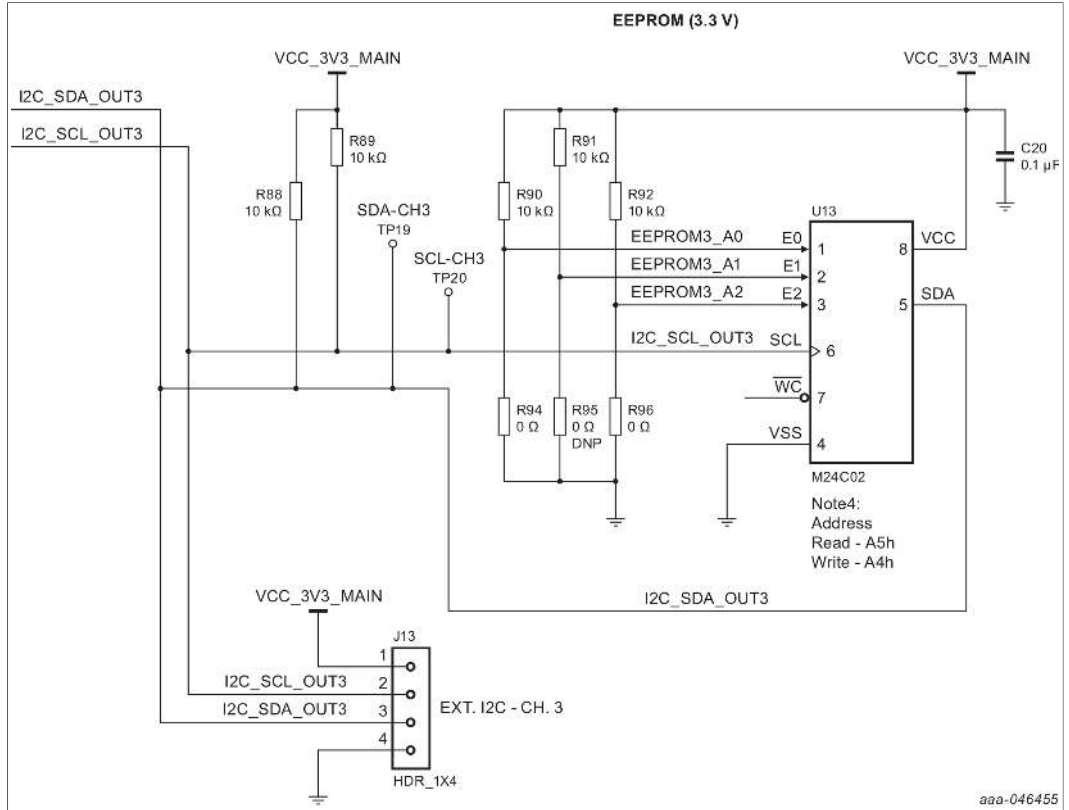 EEPROM (3.3 V)
VCC_3V3_MAIN
VCC_3V3_MAIN
I2C_SDA_OUT3
I2C_SCL_OUT3
R89
10 kΩ
R91
10 kΩ
C20
0.1 µF
R88
10 kΩ
SDA-CH3
TP19
R90
10 kΩ
R92
10 kΩ
U13
SCL-CH3
TP20
EEPROM3_A0
E0
1
8
VCC
EEPROM3_A1
E1
2
EEPROM3_A2
E2
3
5
SDA
I2C_SCL_OUT3
SCL
6
WC
7
R94
0 Ω
R95
0 Ω
DNP
R96
0 Ω
VSS
4
M24C02
Note4:
Address
Read - A5h
Write - A4h
VCC_3V3_MAIN
I2C_SDA_OUT3
J13
1
I2C_SCL_OUT3
2
I2C_SDA_OUT3
3
EXT. I2C - CH. 3
4
HDR_1X4
aaa-046455